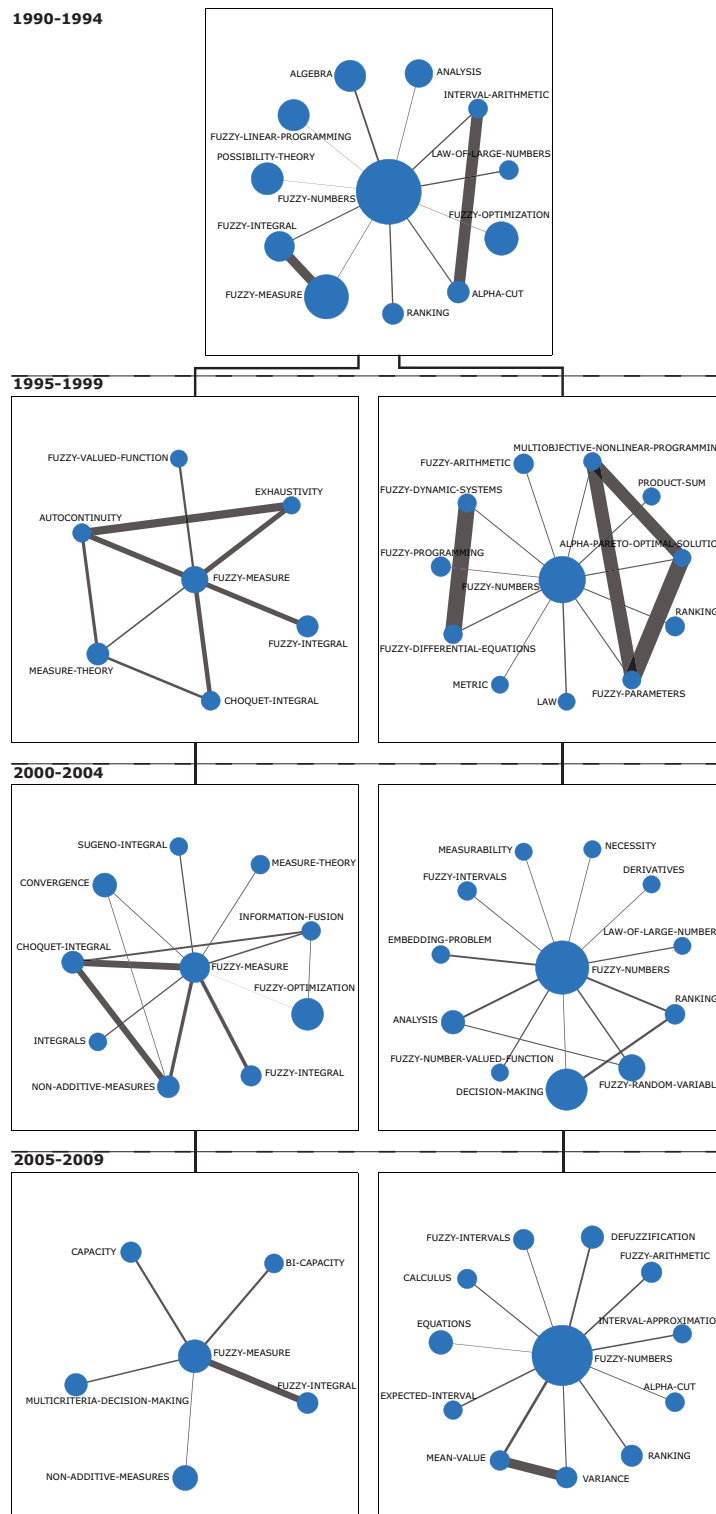 1990-1994
ALGEBRA
ANALYSIS
INTERVAL-ARITHMETIC
FUZZY-LINEAR-PROGRAMMING
LAW-OF-LARGE-NUMBERS
POSSIBILITY-THEORY
FUZZY-NUMBERS
FUZZY-OPTIMIZATION
FUZZY-INTEGRAL
FUZZY-MEASURE
ALPHA-CUT
RANKING
1995-1999
FUZZY-VALUED-FUNCTION
EXHAUSTIVITY
AUTOCONTINUITY
FUZZY-MEASURE
FUZZY-INTEGRAL
MEASURE-THEORY
CHOQUET-INTEGRAL
MULTIOBJECTIVE-NONLINEAR-PROGRAMMIN
FUZZY-ARITHMETIC
PRODUCT-SUM
FUZZY-DYNAMIC-SYSTEMS
ALPHA-PARETO-OPTIMAL-SOLUTIO
FUZZY-PROGRAMMING
FUZZY-NUMBERS
RANKING
FUZZY-DIFFERENTIAL-EQUATIONS
METRIC
FUZZY-PARAMETERS
LAW
2000-2004
SUGENO-INTEGRAL
MEASURE-THEORY
CONVERGENCE
INFORMATION-FUSION
CHOQUET-INTEGRAL
FUZZY-MEASURE
FUZZY-OPTIMIZATION
INTEGRALS
FUZZY-INTEGRAL
NON-ADDITIVE-MEASURES
MEASURABILITY
NECESSITY
DERIVATIVES
FUZZY-INTERVALS
LAW-OF-LARGE-NUMBER
EMBEDDING-PROBLEM
FUZZY-NUMBERS
RANKING
ANALYSIS
FUZZY-NUMBER-VALUED-FUNCTION
FUZZY-RANDOM-VARIABL
DECISION-MAKING
2005-2009
CAPACITY
BI-CAPACITY
FUZZY-MEASURE
FUZZY-INTEGRAL
MULTICRITERIA-DECISION-MAKING
NON-ADDITIVE-MEASURES
FUZZY-INTERVALS
DEFUZZIFICATION
FUZZY-ARITHMETIC
CALCULUS
INTERVAL-APPROXIMATIO
EQUATIONS
FUZZY-NUMBERS
EXPECTED-INTERVAL
ALPHA-CUT
MEAN-VALUE
RANKING
VARIANCE